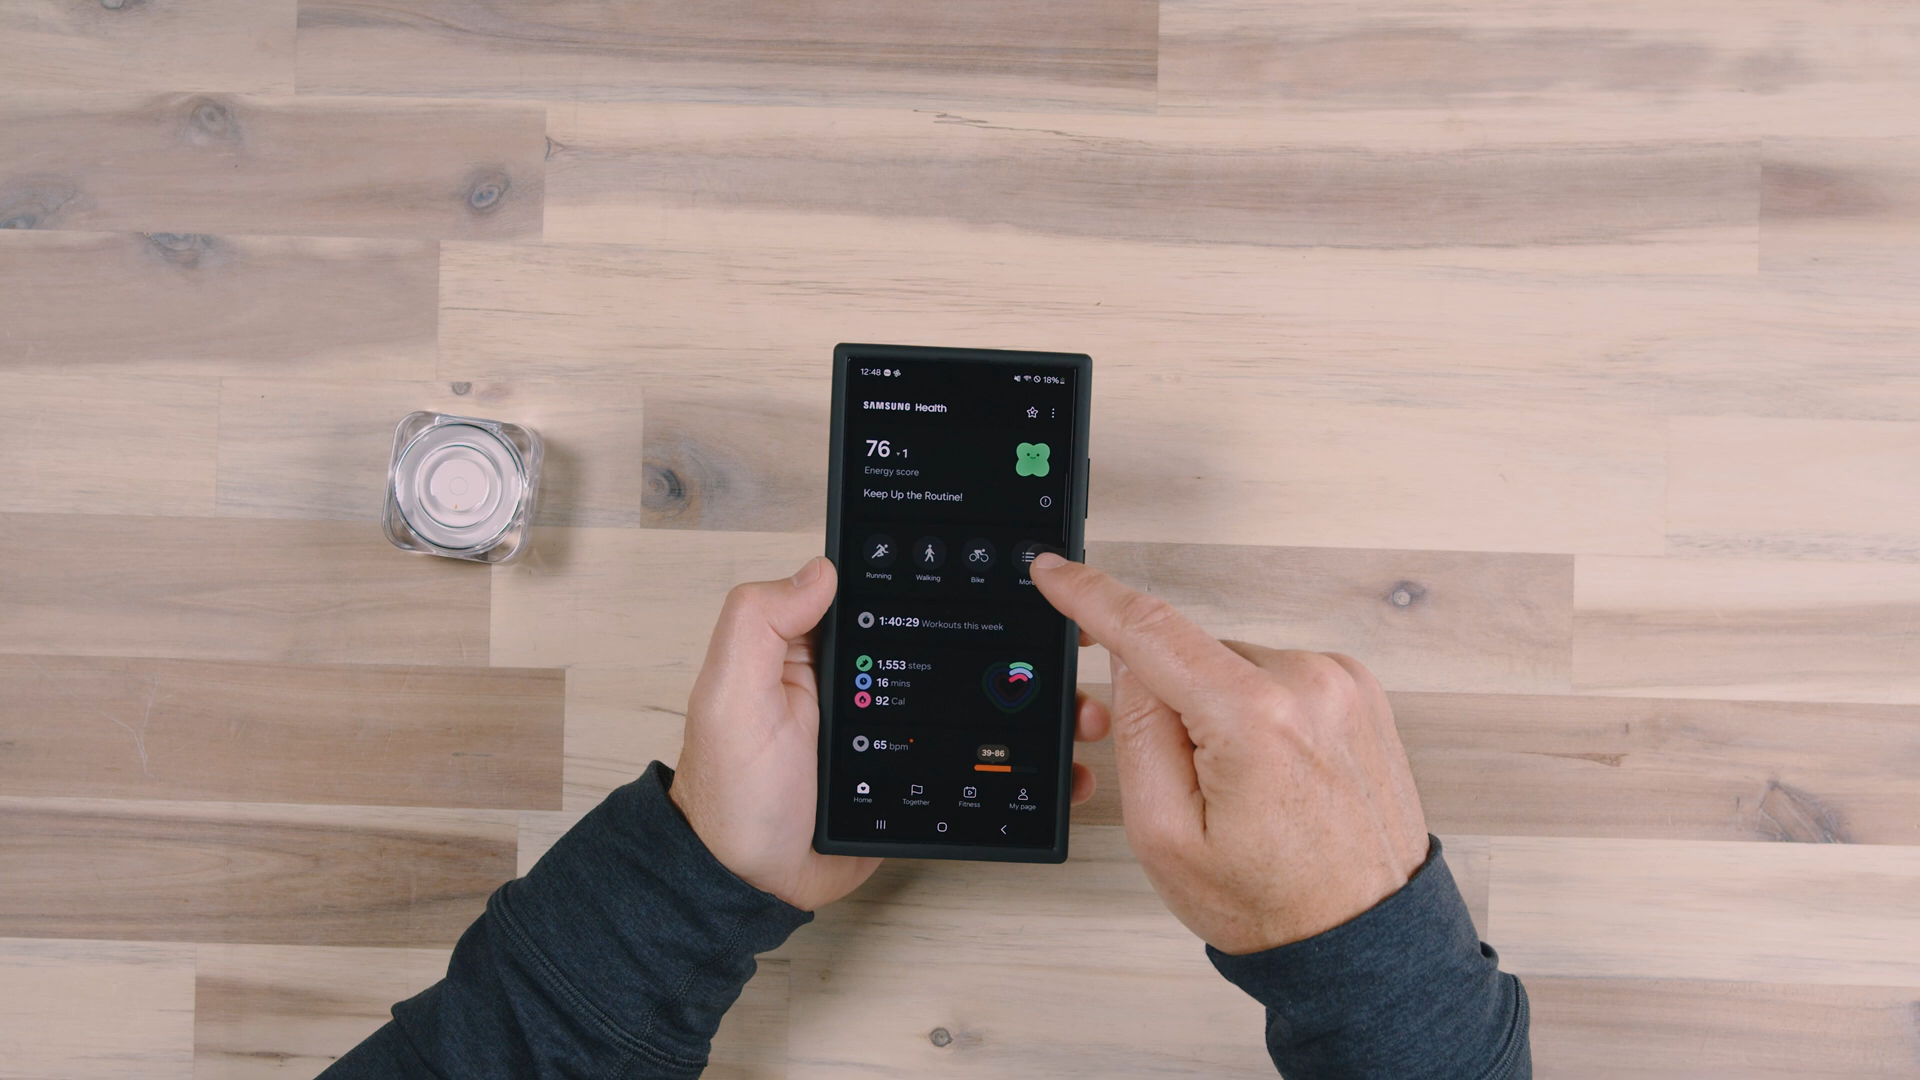 12:48 18%
SAMSUNG Health
76 ▾1
Energy score
Keep Up the Routine!
Running Walking Bike More
1:40:29 Workouts this week
1,553 steps
16 mins
92 Cal
65 bpm 39-86
Home Together Fitness My page